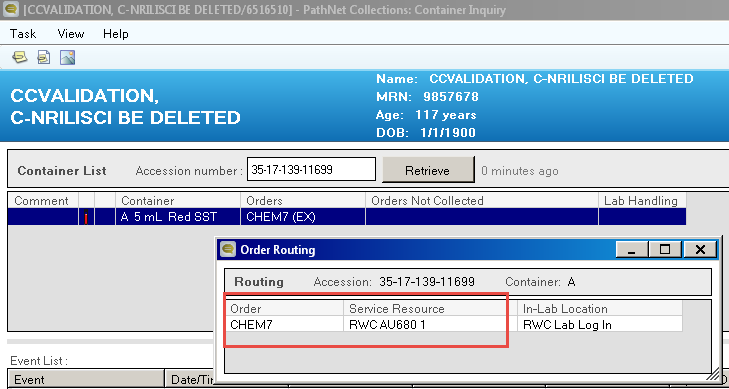 [CCVALIDATION, C-NRILISCI BE DELETED/6516510] - PathNet Collections: Container Inquiry
Task View Help
CCVALIDATION,
C-NRILISCI BE DELETED
Name: CCVALIDATION, C-NRILISCI BE DELETED
MRN: 9857678
Age: 117 years
DOB: 1/1/1900
Container List Accession number: 35-17-139-11699 Retrieve 0 minutes ago
Comment Container Orders Orders Not Collected Lab Handling
A 5 mL Red SST CHEM7 (EX)
Order Routing
Routing Accession: 35-17-139-11699 Container: A
Order Service Resource In-Lab Location
CHEM7 RWC AU680 1 RWC Lab Log In
Event List:
Event